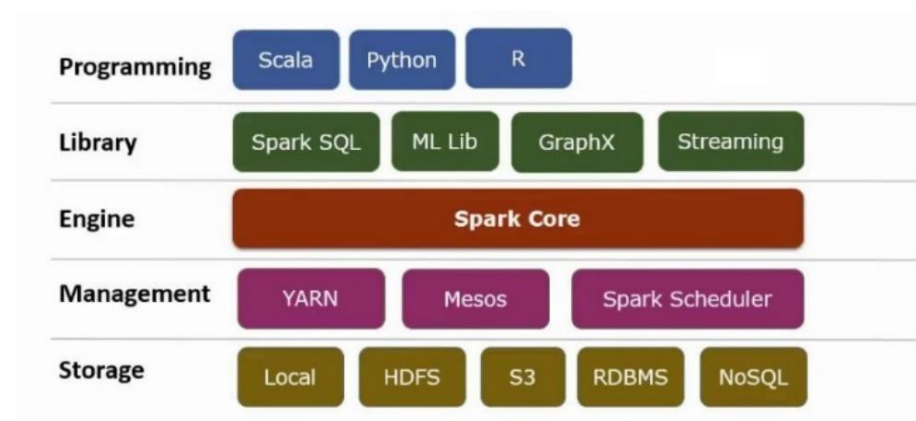 Programming Scala Python R
Library Spark SQL ML Lib GraphX Streaming
Engine Spark Core
Management YARN Mesos Spark Scheduler
Storage Local HDFS S3 RDBMS NoSQL